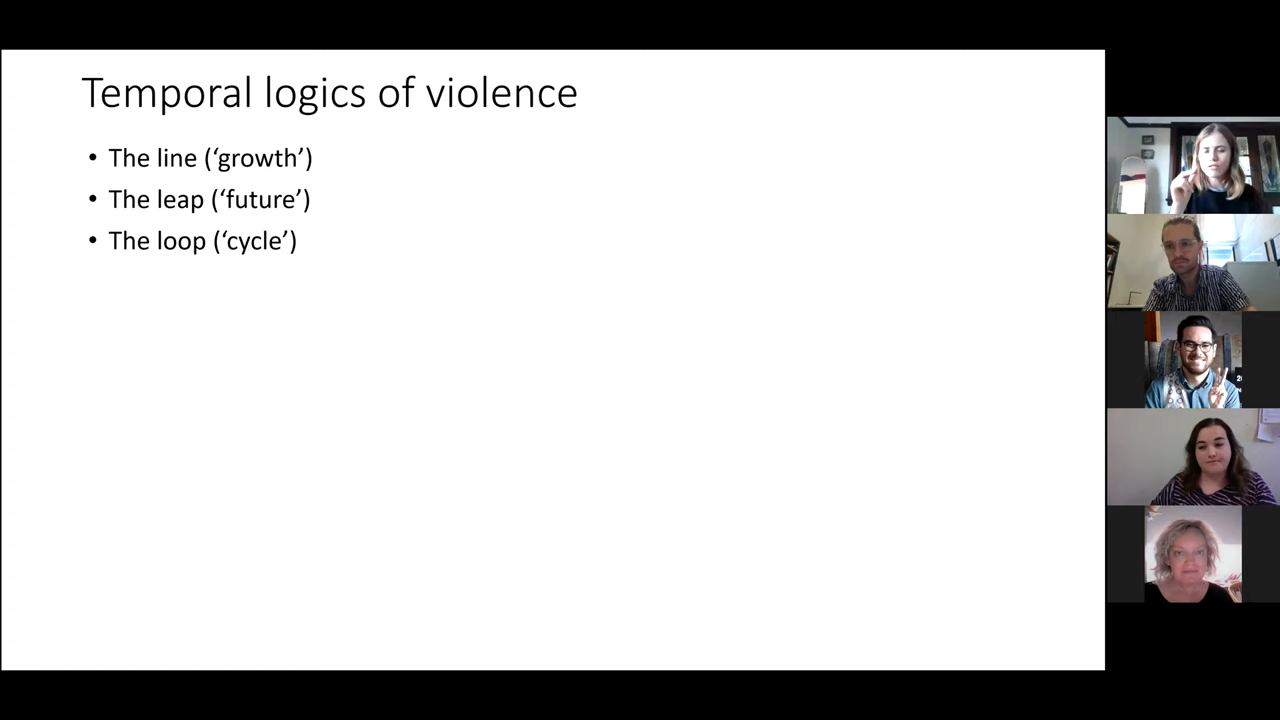 Temporal logics of violence
• The line (‘growth’)
• The leap (‘future’)
• The loop (‘cycle’)